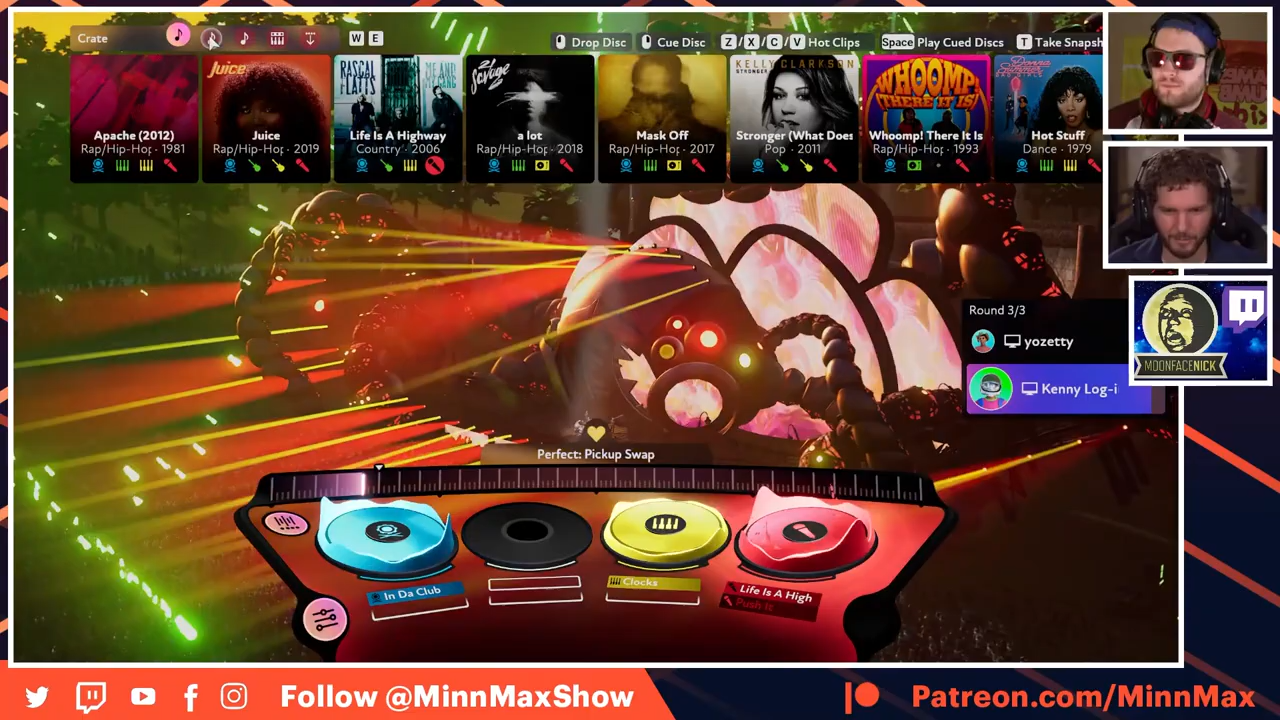 Crate
W E
Drop Disc
Cue Disc
Z/X/C/V Hot Clips
Space Play Cued Discs
T Take Snapsh
Juice
RASCAL FLATTS
ME AND
Savage
KELLY CLARKSON
STRONGER
WHOOMP!
(THERE IT IS)
Apache (2012)
Rap/Hip-Hop · 1981
Juice
Rap/Hip-Hop · 2019
Life Is A Highway
Country · 2006
a lot
Rap/Hip-Hop · 2018
Mask Off
Rap/Hip-Hop · 2017
Stronger (What Does
Pop · 2011
Whoomp! There It Is
Rap/Hip-Hop · 1993
Hot Stuff
Dance · 1979
Round 3/3
yozetty
Kenny Log-i
MOONFACENICK
Perfect: Pickup Swap
In Da Club
Clocks
Life Is A High
Push It
Follow @MinnMaxShow
Patreon.com/MinnMax